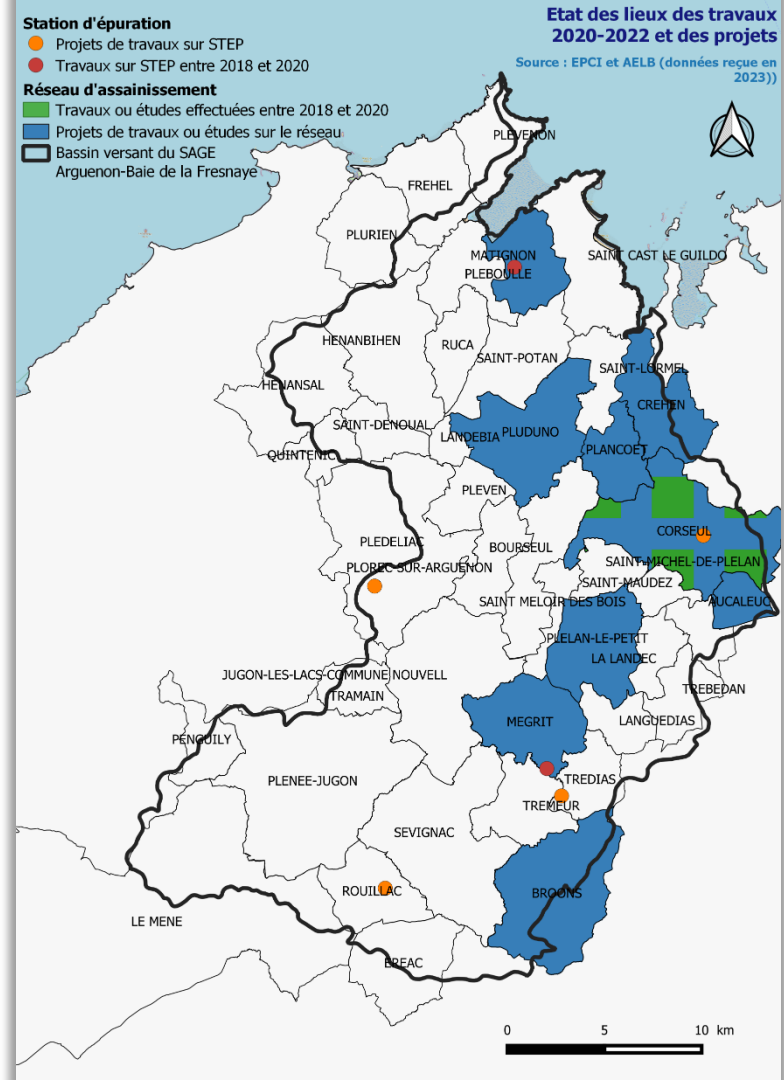 Etat des lieux des travaux
2020-2022 et des projets
Source : EPCI et AELB (données reçue en
2023))
Station d'épuration
Projets de travaux sur STEP
Travaux sur STEP entre 2018 et 2020
Réseau d'assainissement
Travaux ou études effectuées entre 2018 et 2020
Projets de travaux ou études sur le réseau
Bassin versant du SAGE
Arguenon-Baie de la Fresnaye
PLEVENON
FREHEL
PLURIEN
MATIGNON
SAINT CAST LE GUILDO
PLEBOULLE
HENANBIHEN
RUCA
SAINT-POTAN
SAINT-LORMEL
HENANSAL
CREHEN
SAINT-DENOUAL
LANDEBIA
PLUDUNO
PLANCOET
QUINTENIC
PLEVEN
CORSEUL
PLEDELIAC
BOURSEUL
SAINT-MICHEL-DE-PLELAN
PLOREC-SUR-ARGUENON
SAINT-MAUDEZ
SAINT MELOIR DES BOIS
AUCALEUC
PLELAN-LE-PETIT
LA LANDEC
JUGON-LES-LACS-COMMUNE NOUVELL
TREBEDAN
TRAMAIN
MEGRIT
LANGUEDIAS
PENGUILY
PLENEE-JUGON
TREDIAS
TREMEUR
SEVIGNAC
ROUILLAC
BROONS
LE MENE
EREAC
0 5 10 km